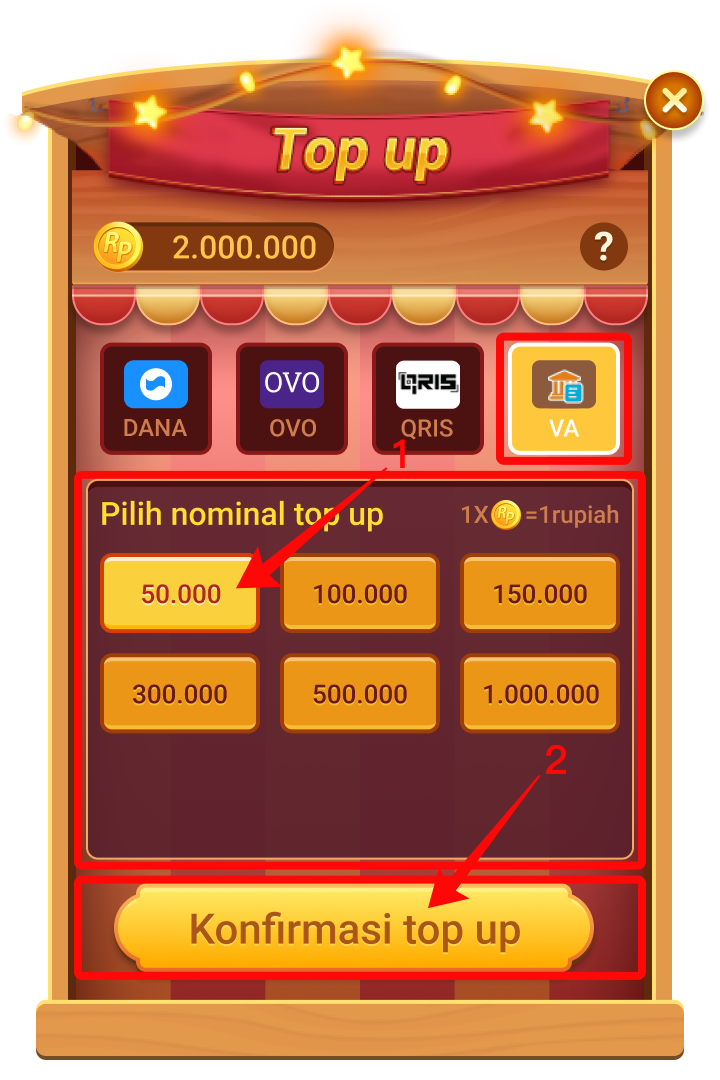 Top up
Rp 2.000.000 ?
OVO QRIS
DANA OVO QRIS VA
1
Pilih nominal top up 1X Rp =1rupiah
50.000 100.000 150.000
300.000 500.000 1.000.000
2
Konfirmasi top up